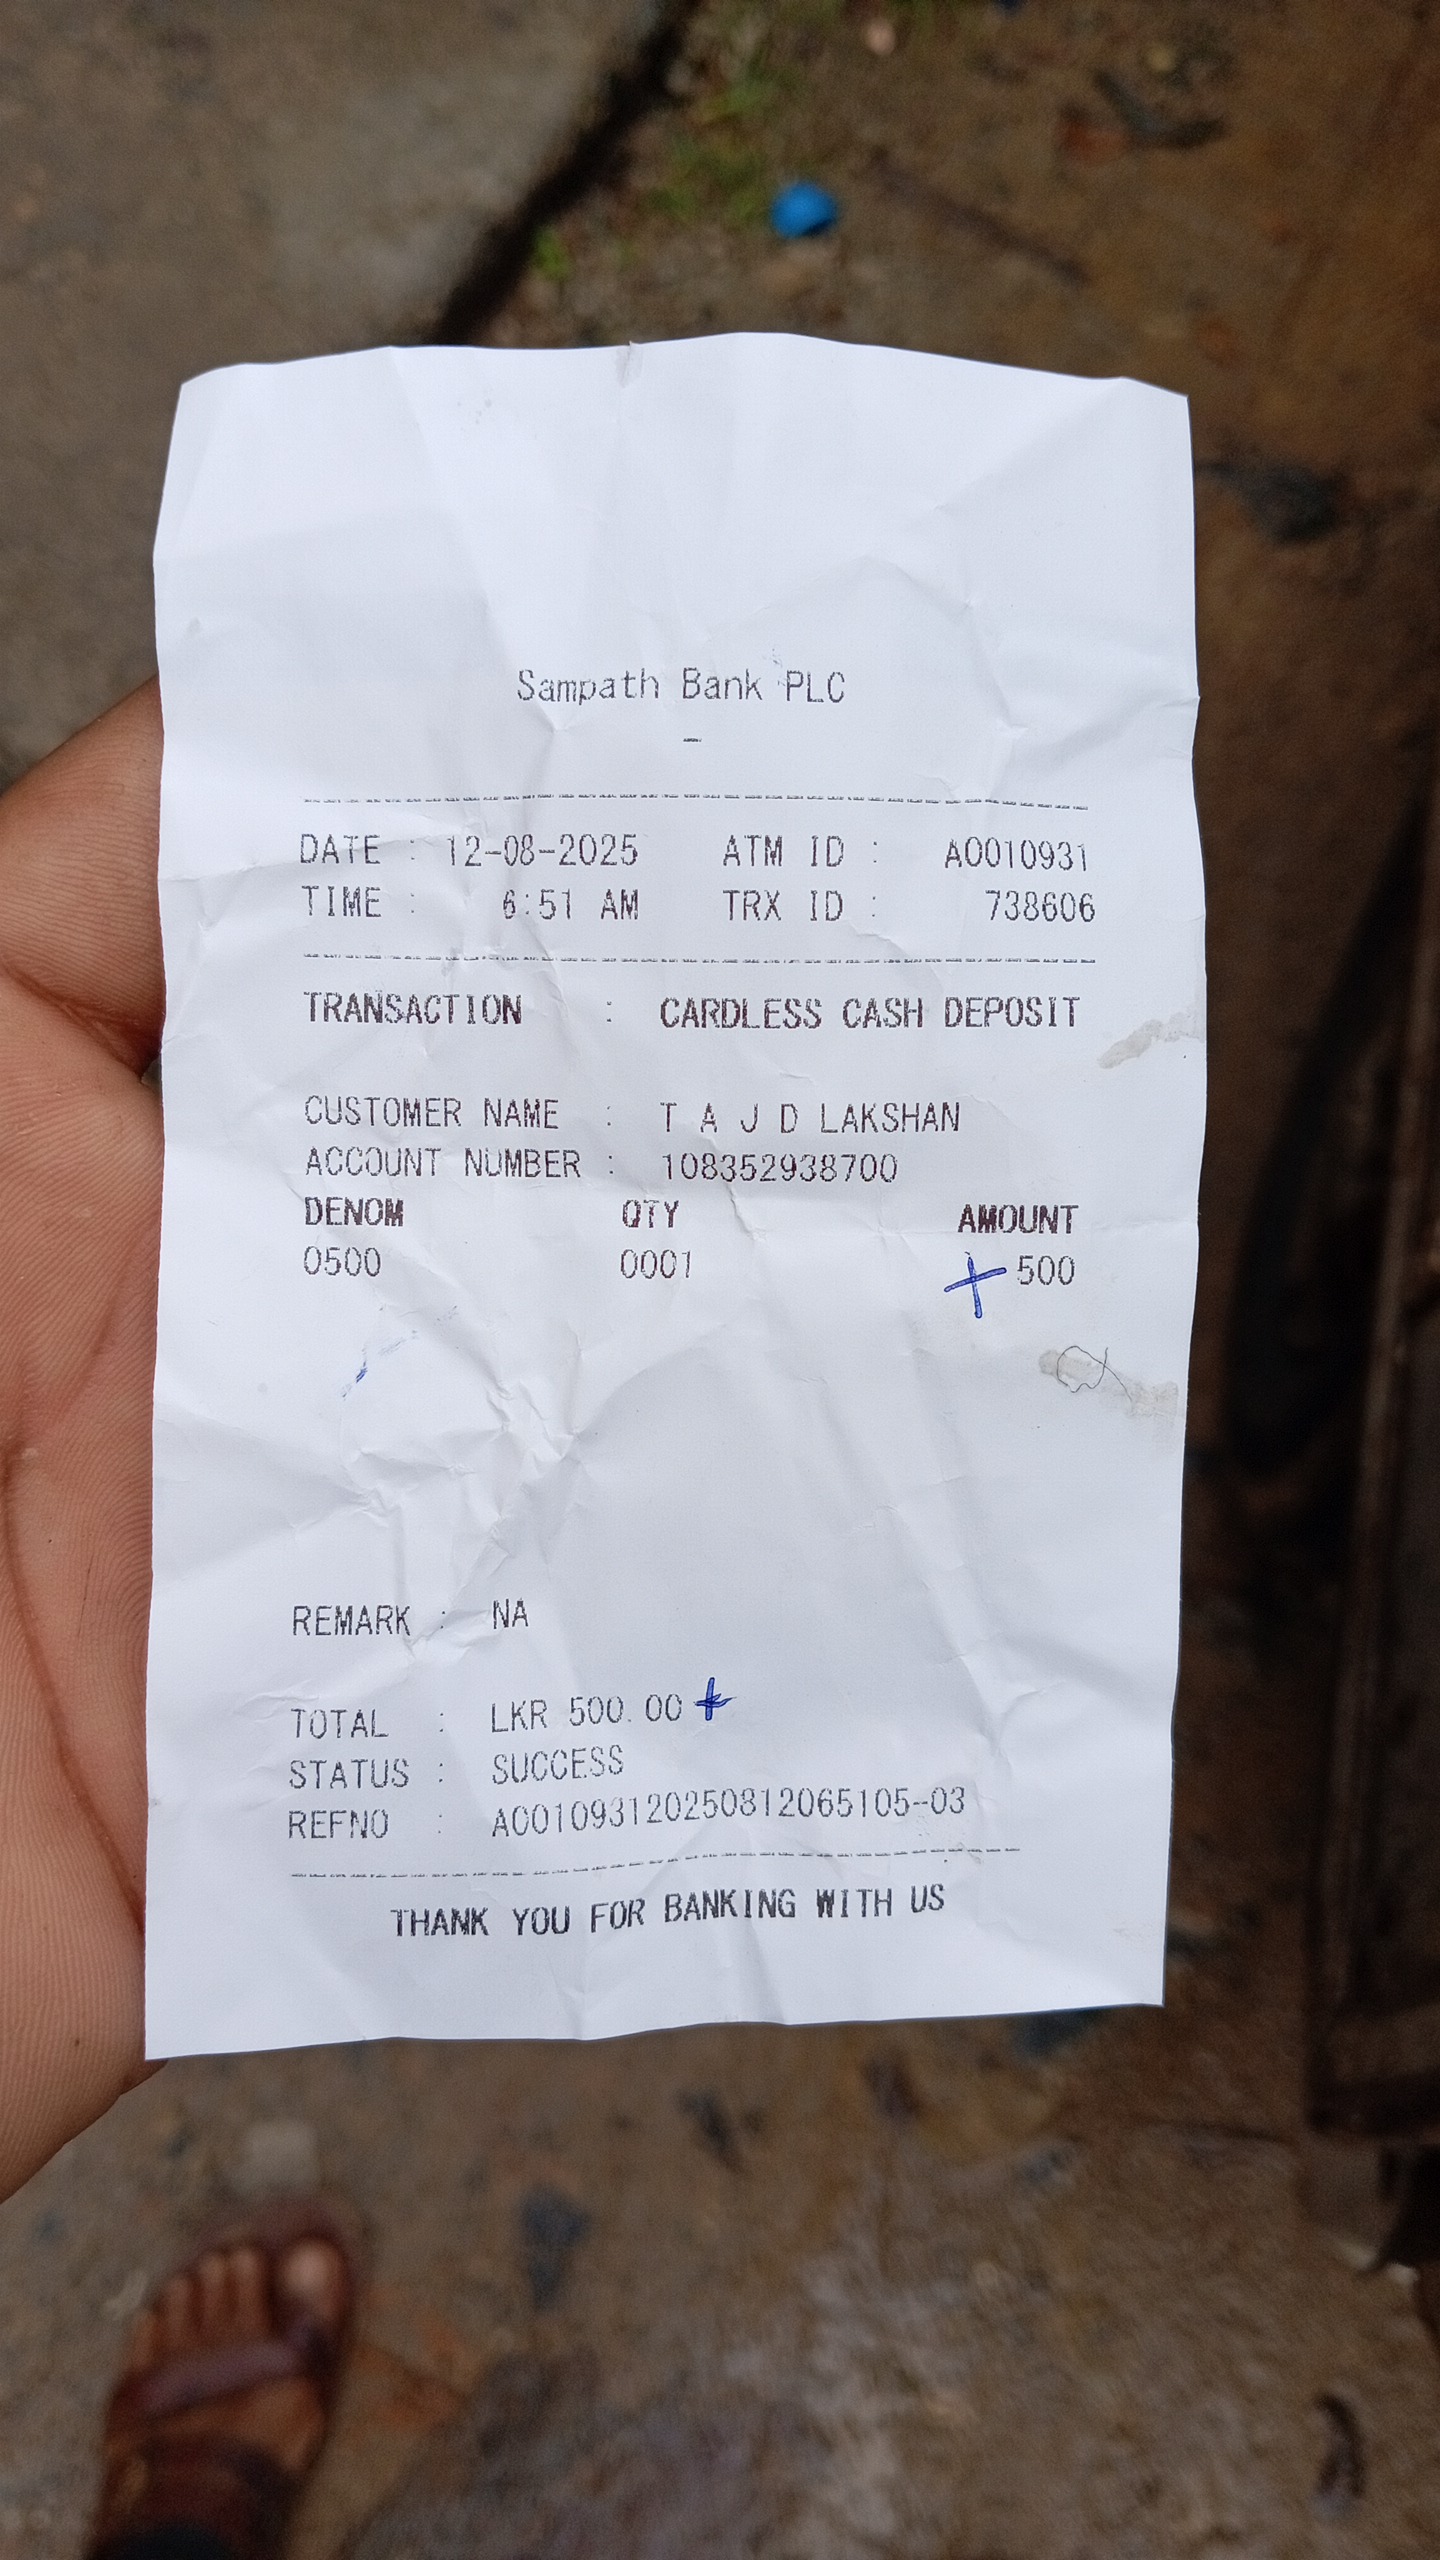 Sampath Bank PLC
-
DATE : 12-08-2025 ATM ID : A0010931
TIME : 6:51 AM TRX ID : 738606
TRANSACTION : CARDLESS CASH DEPOSIT
CUSTOMER NAME : T A J D LAKSHAN
ACCOUNT NUMBER : 108352938700
DENOM QTY AMOUNT
0500 0001 + 500
REMARK : NA
TOTAL : LKR 500.00 +
STATUS : SUCCESS
REFNO : A001093120250812065105-03
THANK YOU FOR BANKING WITH US